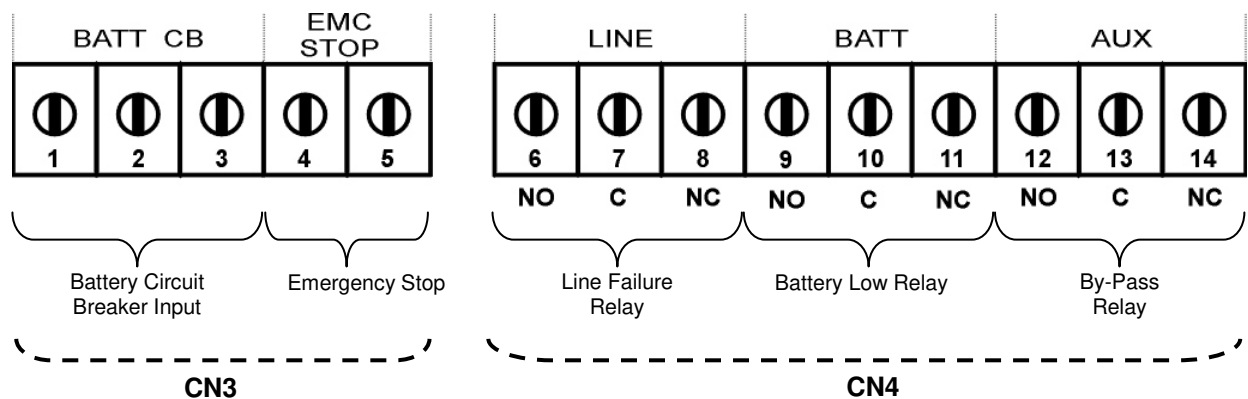 BATT CB
EMC
STOP
LINE
BATT
AUX
1 2 3 4 5
6 7 8 9 10 11 12 13 14
NO C NC NO C NC NO C NC
Battery Circuit
Breaker Input
Emergency Stop
Line Failure
Relay
Battery Low Relay
By-Pass
Relay
CN3
CN4